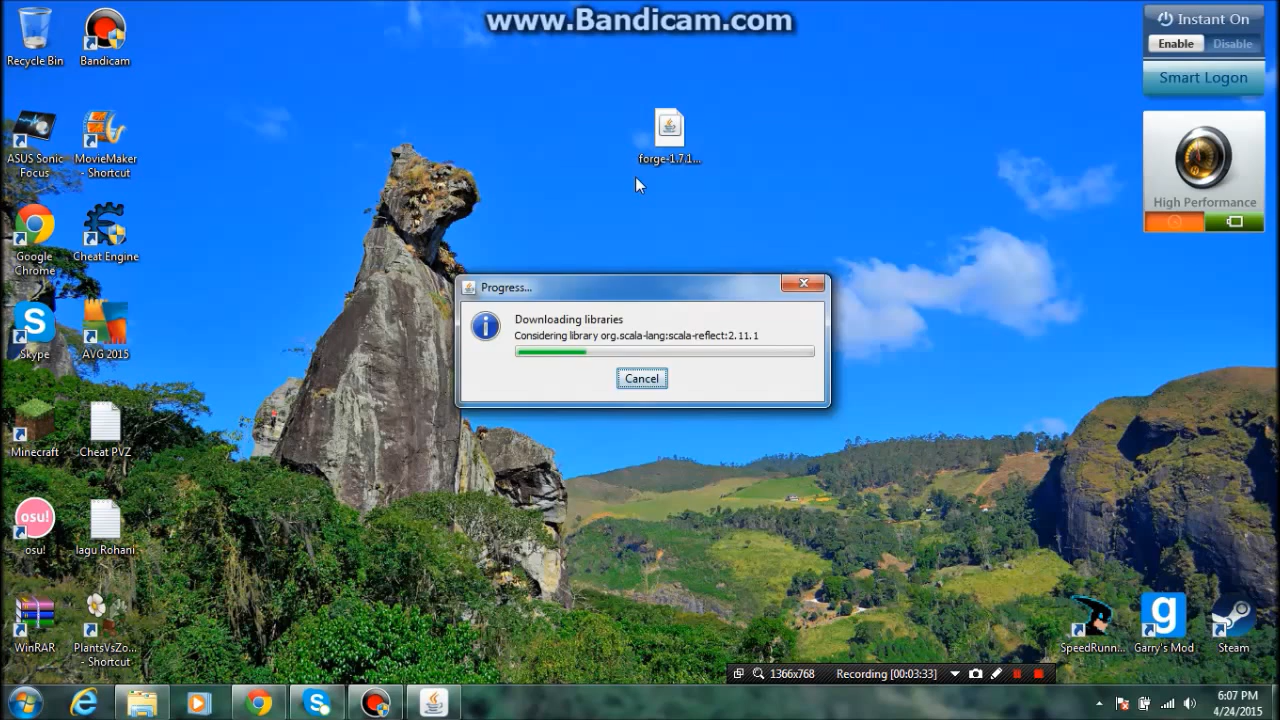 www.Bandicam.com
Recycle Bin
Bandicam
ASUS Sonic
Focus
MovieMaker
- Shortcut
Google
Chrome
Cheat Engine
Skype
AVG 2015
Minecraft
Cheat PVZ
osu!
osu!
lagu Rohani
WinRAR
PlantsVsZo...
- Shortcut
forge-1.7.1...
Instant On
Enable
Disable
Smart Logon
High Performance
Progress...
Downloading libraries
Considering library org.scala-lang:scala-reflect:2.11.1
Cancel
SpeedRunn...
Garry's Mod
Steam
1366x768
Recording [00:03:33]
6:07 PM
4/24/2015